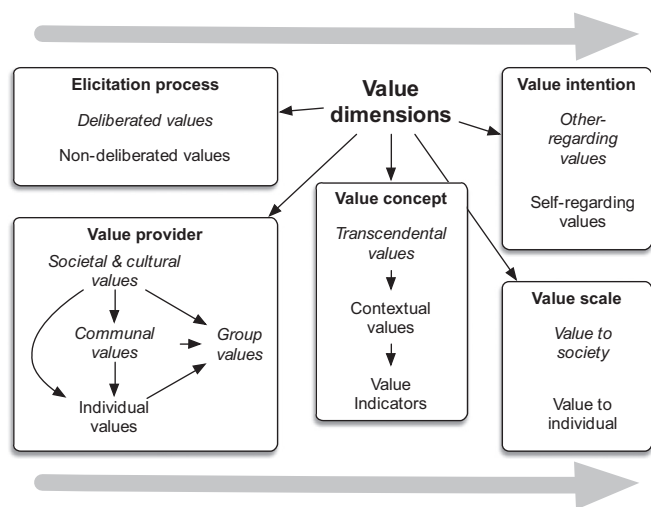 Value
dimensions
Elicitation process
Deliberated values
Non-deliberated values
Value intention
Other-
regarding
values
Self-regarding
values
Value provider
Societal & cultural
values
Communal
values
Group
values
Individual
values
Value concept
Transcendental
values
Contextual
values
Value
Indicators
Value scale
Value to
society
Value to
individual